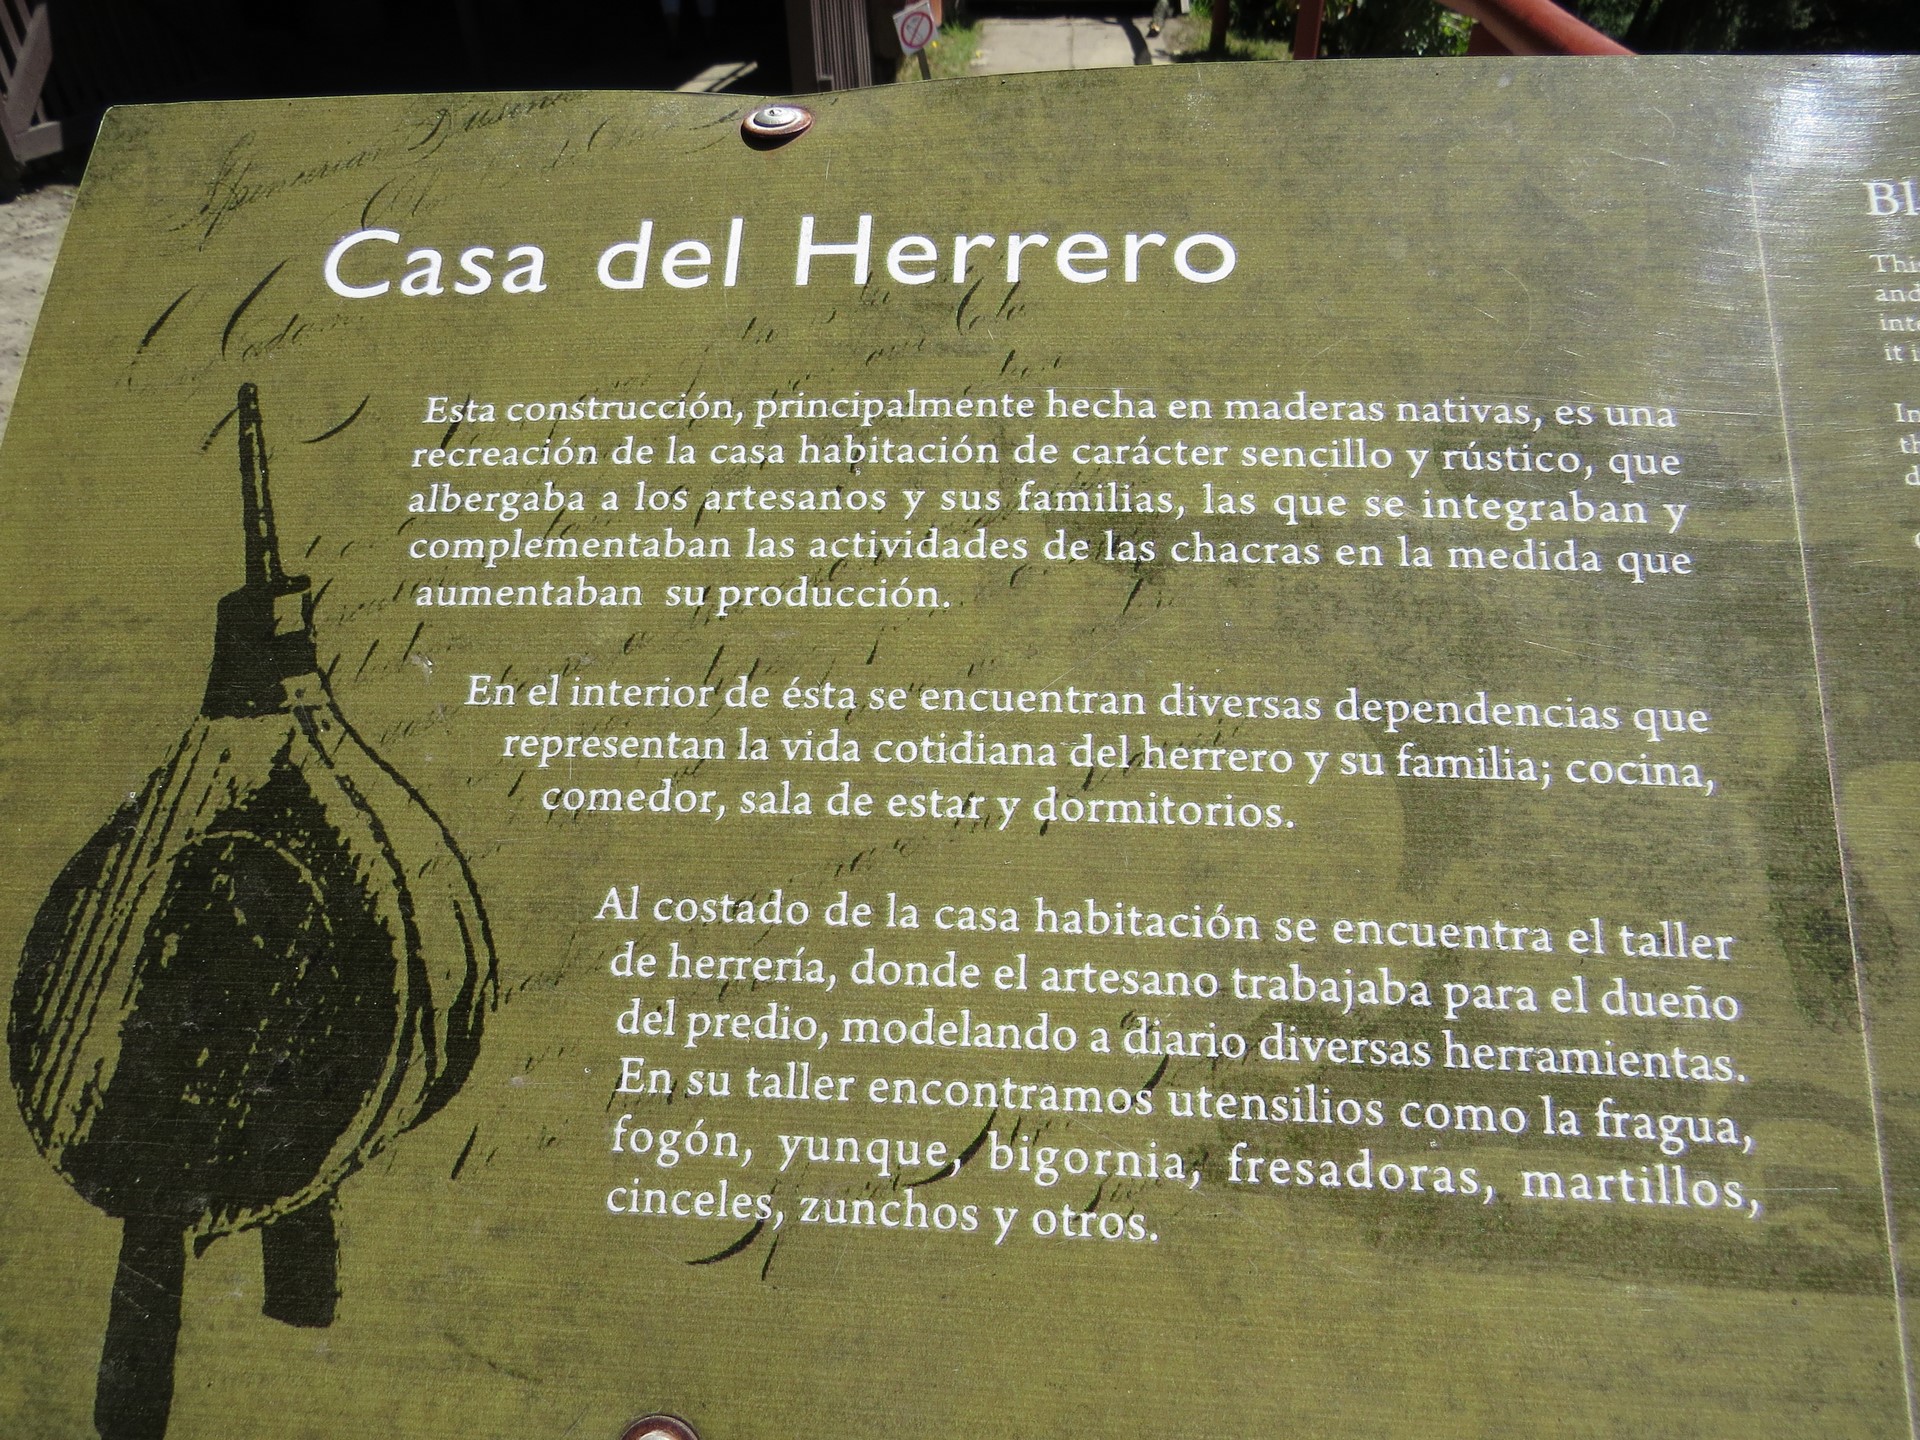 Casa del Herrero
Esta construcción, principalmente hecha en maderas nativas, es una
recreación de la casa habitación de carácter sencillo y rústico, que
albergaba a los artesanos y sus familias, las que se integraban y
complementaban las actividades de las chacras en la medida que
aumentaban su producción.
En el interior de ésta se encuentran diversas dependencias que
representan la vida cotidiana del herrero y su familia; cocina,
comedor, sala de estar y dormitorios.
Al costado de la casa habitación se encuentra el taller
de herrería, donde el artesano trabajaba para el dueño
del predio, modelando a diario diversas herramientas.
En su taller encontramos utensilios como la fragua,
fogón, yunque, bigornia, fresadoras, martillos,
cinceles, zunchos y otros.
it